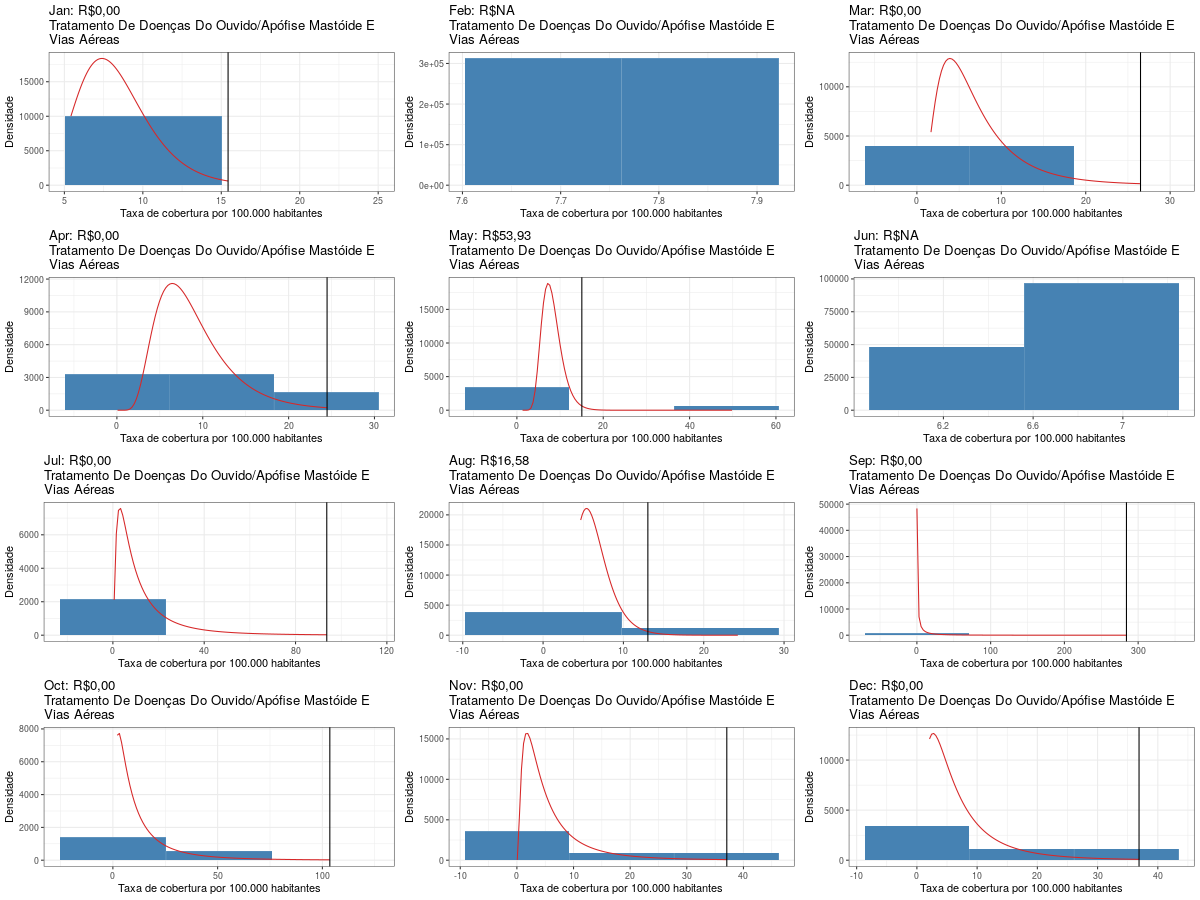 Jan: R$0,00
Tratamento De Doenças Do Ouvido/Apófise Mastóide E
Vias Aéreas
Densidade
15000
10000
5000
0
5
10
15
20
25
Taxa de cobertura por 100.000 habitantes
Feb: R$NA
Tratamento De Doenças Do Ouvido/Apófise Mastóide E
Vias Aéreas
Densidade
3e+05
2e+05
1e+05
0e+00
7.6
7.7
7.8
7.9
Taxa de cobertura por 100.000 habitantes
Mar: R$0,00
Tratamento De Doenças Do Ouvido/Apófise Mastóide E
Vias Aéreas
Densidade
10000
5000
0
0
10
20
30
Taxa de cobertura por 100.000 habitantes
Apr: R$0,00
Tratamento De Doenças Do Ouvido/Apófise Mastóide E
Vias Aéreas
Densidade
12000
9000
6000
3000
0
0
10
20
30
Taxa de cobertura por 100.000 habitantes
May: R$53,93
Tratamento De Doenças Do Ouvido/Apófise Mastóide E
Vias Aéreas
Densidade
15000
10000
5000
0
0
20
40
60
Taxa de cobertura por 100.000 habitantes
Jun: R$NA
Tratamento De Doenças Do Ouvido/Apófise Mastóide E
Vias Aéreas
Densidade
100000
75000
50000
25000
0
6.2
6.6
7
Taxa de cobertura por 100.000 habitantes
Jul: R$0,00
Tratamento De Doenças Do Ouvido/Apófise Mastóide E
Vias Aéreas
Densidade
6000
4000
2000
0
0
40
80
120
Taxa de cobertura por 100.000 habitantes
Aug: R$16,58
Tratamento De Doenças Do Ouvido/Apófise Mastóide E
Vias Aéreas
Densidade
20000
15000
10000
5000
0
-10
0
10
20
30
Taxa de cobertura por 100.000 habitantes
Sep: R$0,00
Tratamento De Doenças Do Ouvido/Apófise Mastóide E
Vias Aéreas
Densidade
50000
40000
30000
20000
10000
0
0
100
200
300
Taxa de cobertura por 100.000 habitantes
Oct: R$0,00
Tratamento De Doenças Do Ouvido/Apófise Mastóide E
Vias Aéreas
Densidade
8000
6000
4000
2000
0
0
50
100
Taxa de cobertura por 100.000 habitantes
Nov: R$0,00
Tratamento De Doenças Do Ouvido/Apófise Mastóide E
Vias Aéreas
Densidade
15000
10000
5000
0
-10
0
10
20
30
40
Taxa de cobertura por 100.000 habitantes
Dec: R$0,00
Tratamento De Doenças Do Ouvido/Apófise Mastóide E
Vias Aéreas
Densidade
10000
5000
0
-10
0
10
20
30
40
Taxa de cobertura por 100.000 habitantes